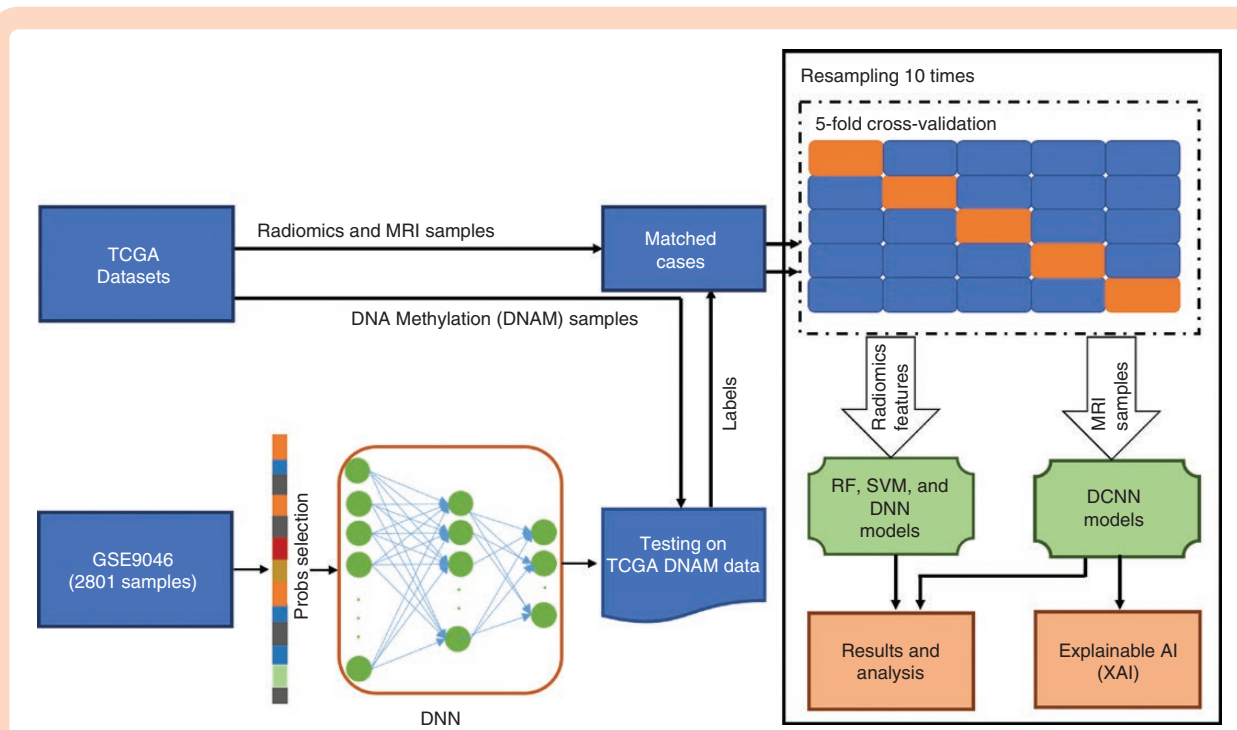 Resampling 10 times
5-fold cross-validation
TCGA
Datasets
Radiomics and MRI samples
DNA Methylation (DNAM) samples
Matched
cases
Labels
Radiomics
features
MRI
samples
GSE9046
(2801 samples)
Probs selection
DNN
Testing on
TCGA DNAM data
RF, SVM, and
DNN
models
DCNN
models
Results and
analysis
Explainable AI
(XAI)